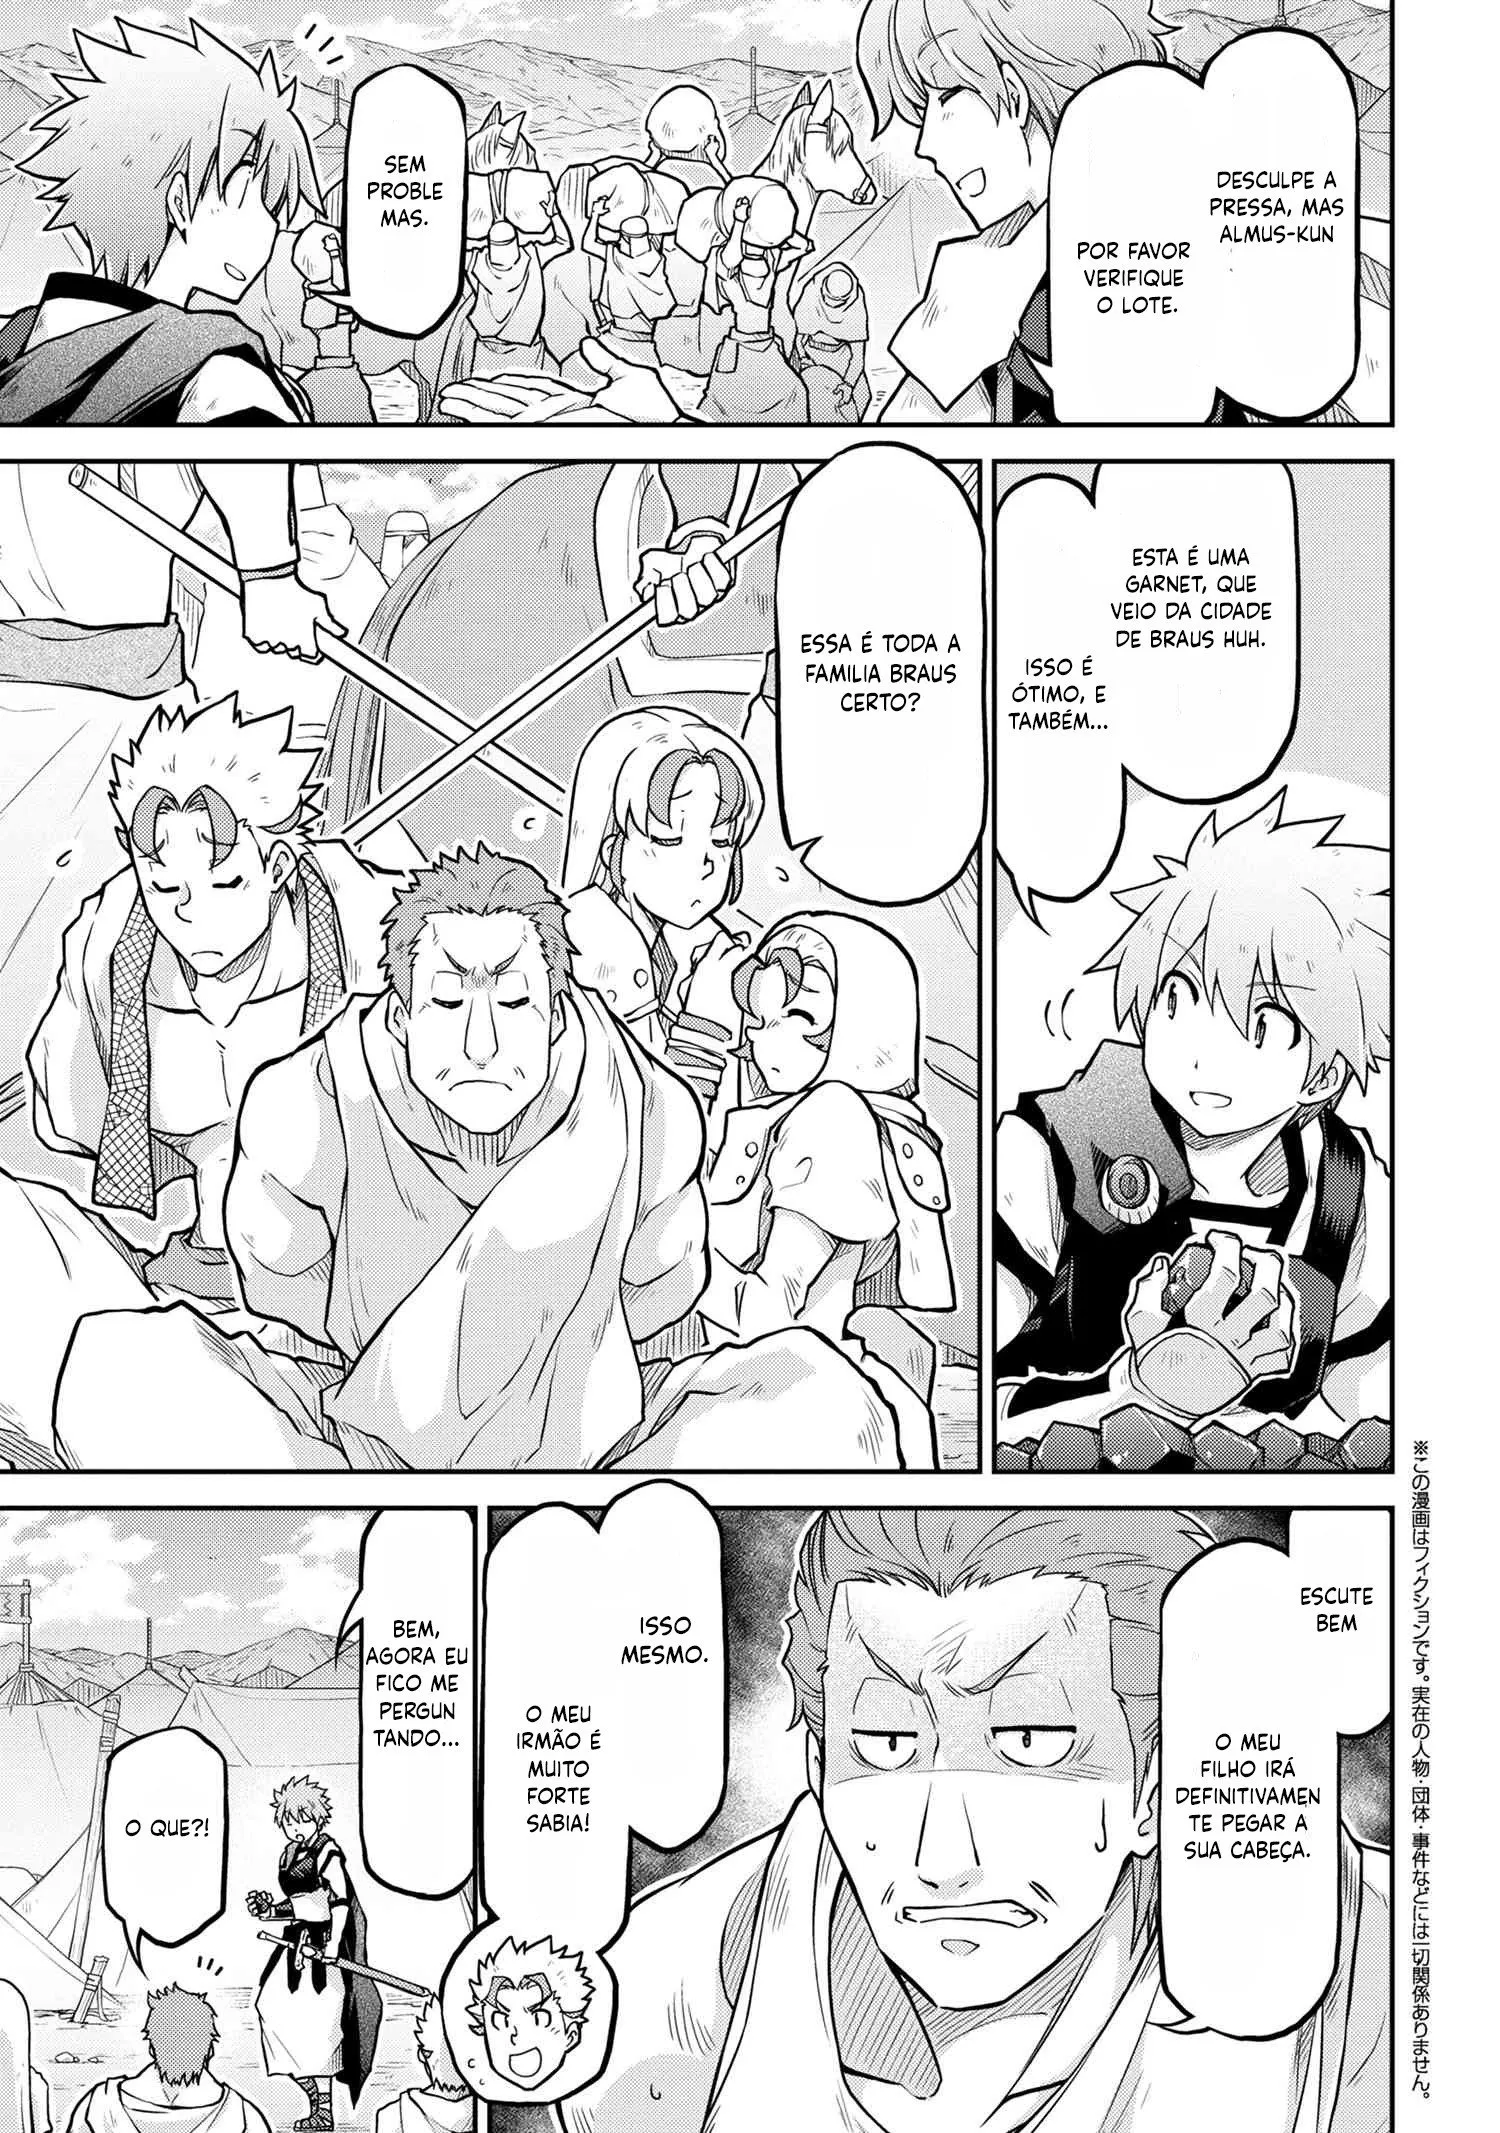 DESCULPE A
PRESSA, MAS
ALMUS-KUN
POR FAVOR
VERIFIQUE
O LOTE.
SEM
PROBLE
MAS.
ESTA É UMA
GARNET, QUE
VEIO DA CIDADE
DE BRAUS HUH.
ISSO É
ÓTIMO, E
TAMBÉM...
ESSA É TODA A
FAMILIA BRAUS
CERTO?
ESCUTE
BEM
O MEU
FILHO IRÁ
DEFINITIVAMEN
TE PEGAR A
SUA CABEÇA.
ISSO
MESMO.
O MEU
IRMÃO É
MUITO
FORTE
SABIA!
BEM,
AGORA EU
FICO ME
PERGUN
TANDO...
O QUE?!
※この漫画はフィクションです。実在の人物・団体・事件などには一切関係ありません。